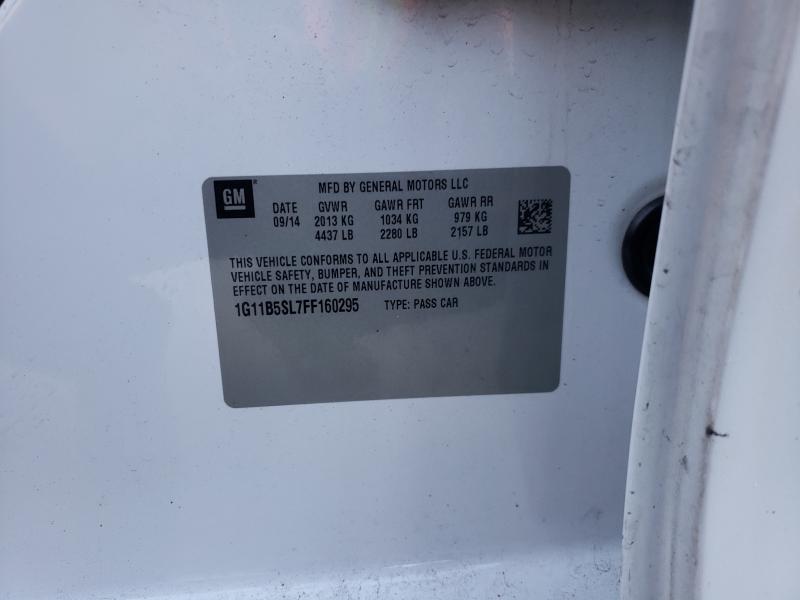 GM MFD BY GENERAL MOTORS LLC
DATE GVWR GAWR FRT GAWR RR
09/14 2013 KG 1034 KG 979 KG
4437 LB 2280 LB 2157 LB
THIS VEHICLE CONFORMS TO ALL APPLICABLE U.S. FEDERAL MOTOR
VEHICLE SAFETY, BUMPER, AND THEFT PREVENTION STANDARDS IN
EFFECT ON THE DATE OF MANUFACTURE SHOWN ABOVE.
1G11B5SL7FF160295 TYPE: PASS CAR